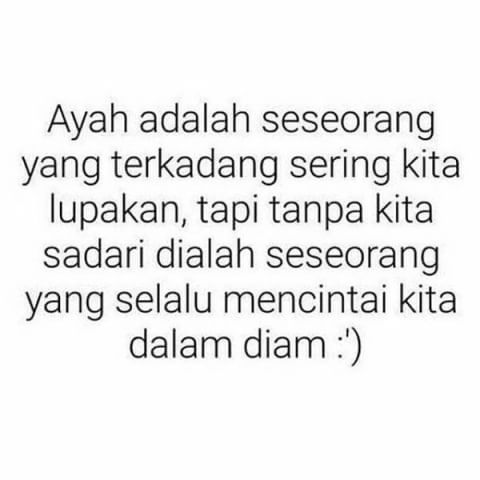 Ayah adalah seseorang
yang terkadang sering kita
lupakan, tapi tanpa kita
sadari dialah seseorang
yang selalu mencintai kita
dalam diam :')